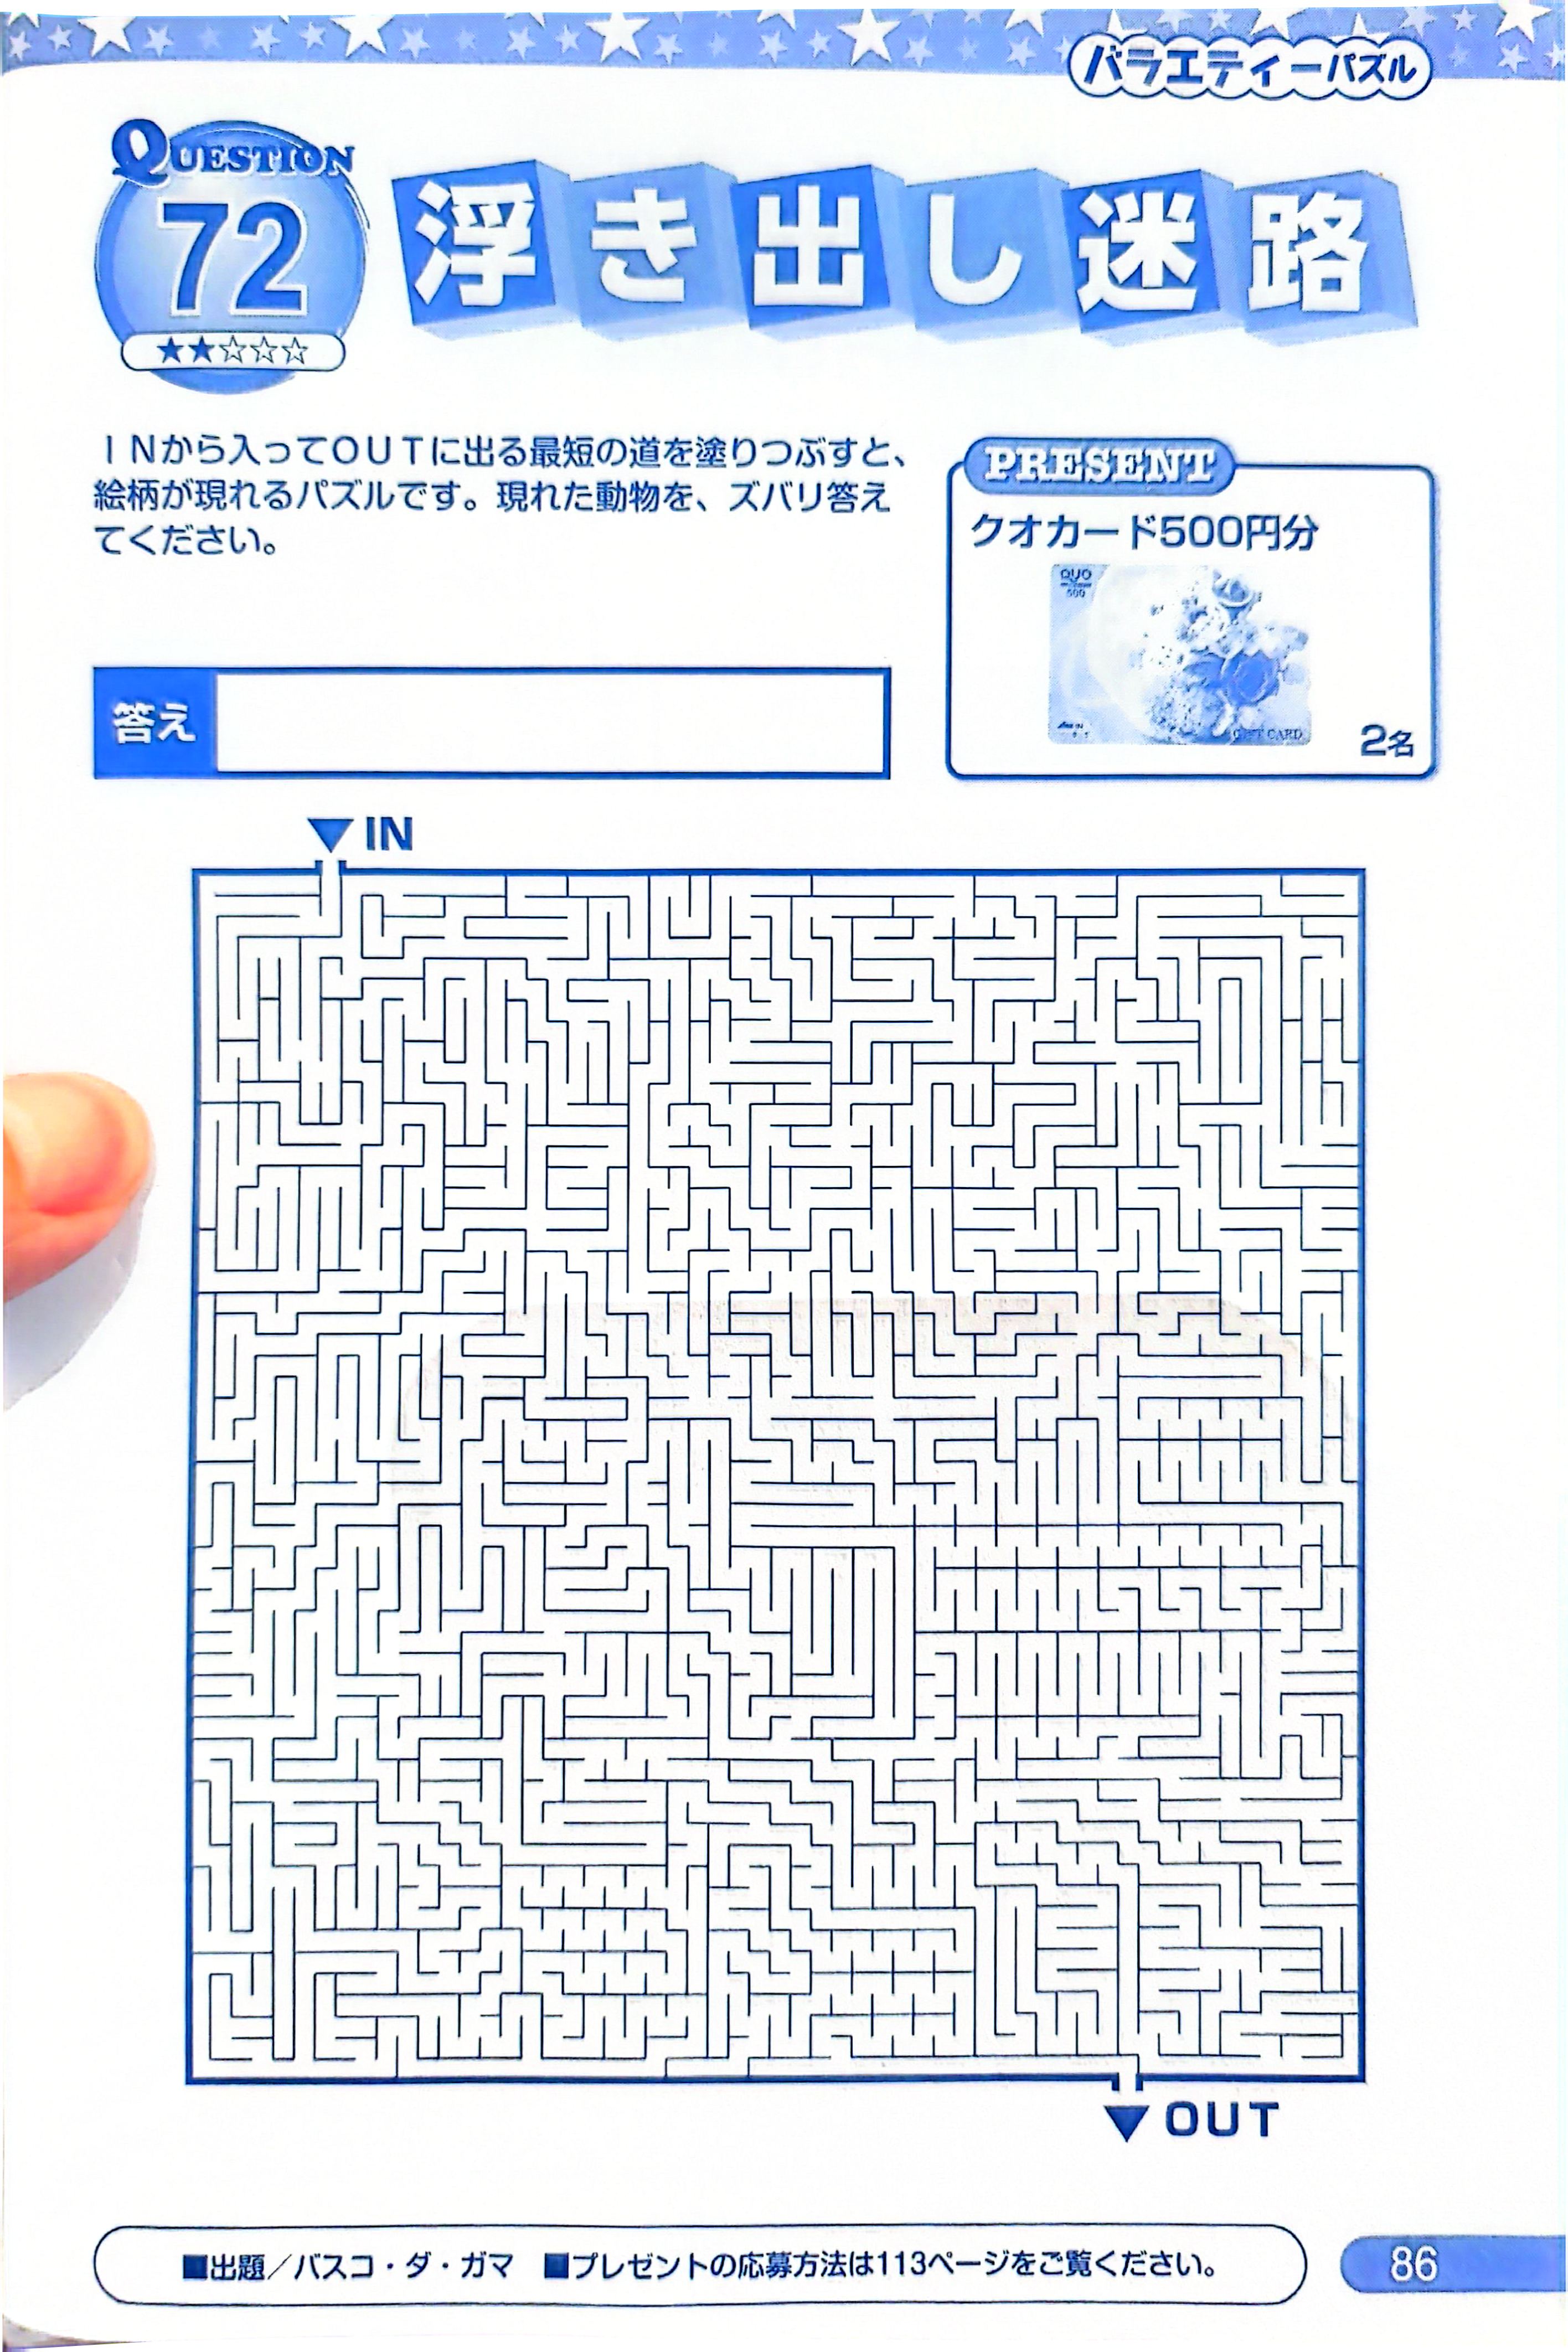 バラエティーパズル
QUESTION
72
★★☆☆☆
浮き出し迷路
INから入ってOUTに出る最短の道を塗りつぶすと、
絵柄が現れるパズルです。現れた動物を、ズバリ答え
てください。
PRESENT
クオカード500円分
QUO
500
GIFT CARD
2名
答え
▼IN
▼OUT
■出題/バスコ・ダ・ガマ ■プレゼントの応募方法は113ページをご覧ください。
86